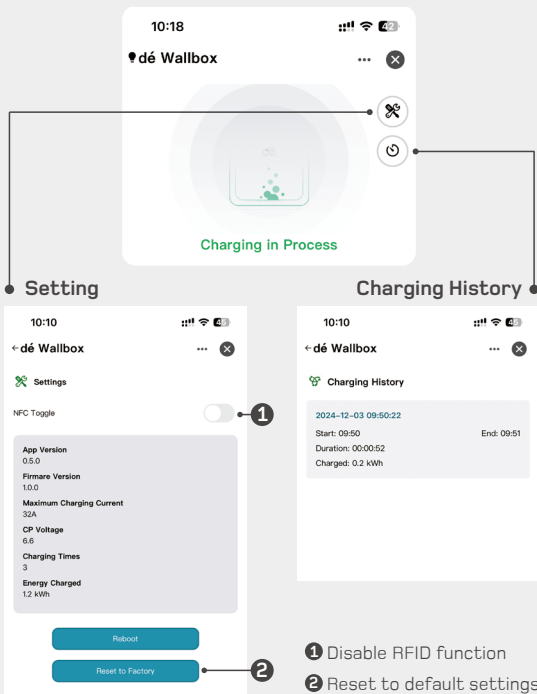 10:18
42
dé Wallbox
Charging in Process
Setting
Charging History
10:10
45
dé Wallbox
Settings
NFC Toggle
1
App Version
0.5.0
Firmare Version
1.0.0
Maximum Charging Current
32A
CP Voltage
6.6
Charging Times
3
Energy Charged
1.2 kWh
Reboot
Reset to Factory
2
10:10
45
dé Wallbox
Charging History
2024-12-03 09:50:22
Start: 09:50 End: 09:51
Duration: 00:00:52
Charged: 0.2 kWh
1 Disable RFID function
2 Reset to default settings